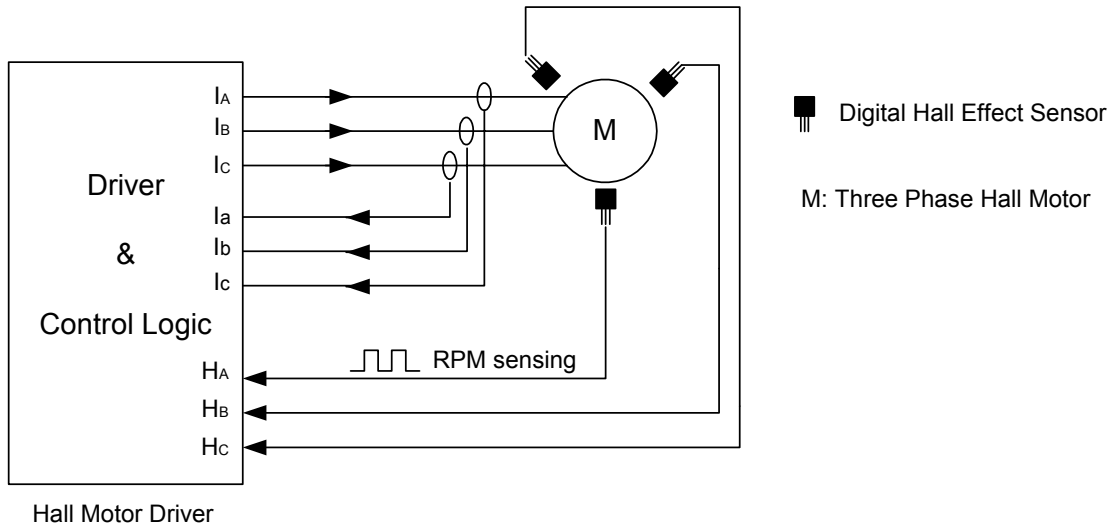 IA
IB
IC
Driver
&
Control Logic
Ia
Ib
Ic
HA
HB
HC
RPM sensing
M
Digital Hall Effect Sensor
M: Three Phase Hall Motor
Hall Motor Driver